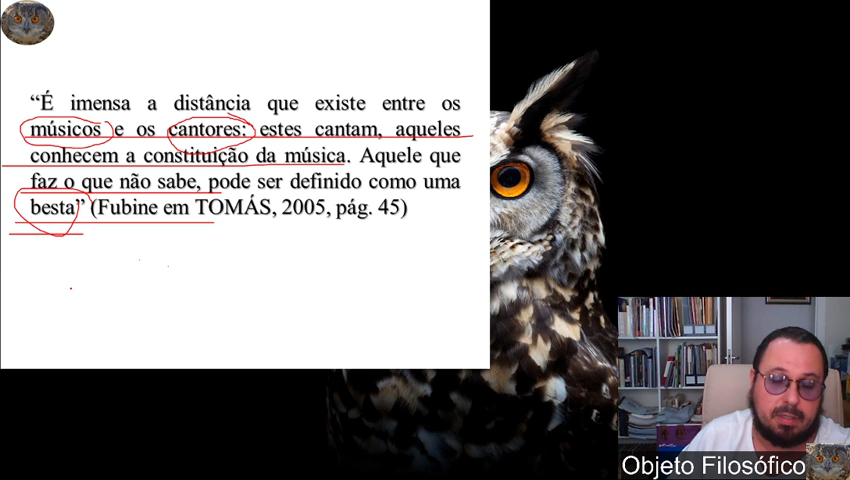 “É imensa a distância que existe entre os
músicos e os cantores: estes cantam, aqueles
conhecem a constituição da música. Aquele que
faz o que não sabe, pode ser definido como uma
besta” (Fubine em TOMÁS, 2005, pág. 45)
Objeto Filosófico